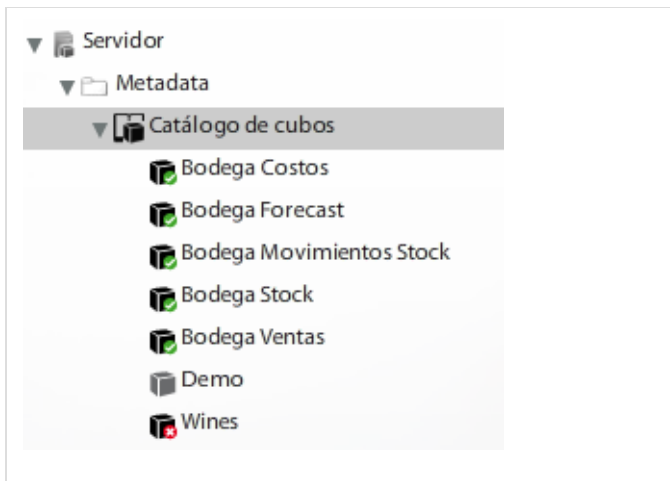 Servidor
Metadata
Catálogo de cubos
Bodega Costos
Bodega Forecast
Bodega Movimientos Stock
Bodega Stock
Bodega Ventas
Demo
Wines